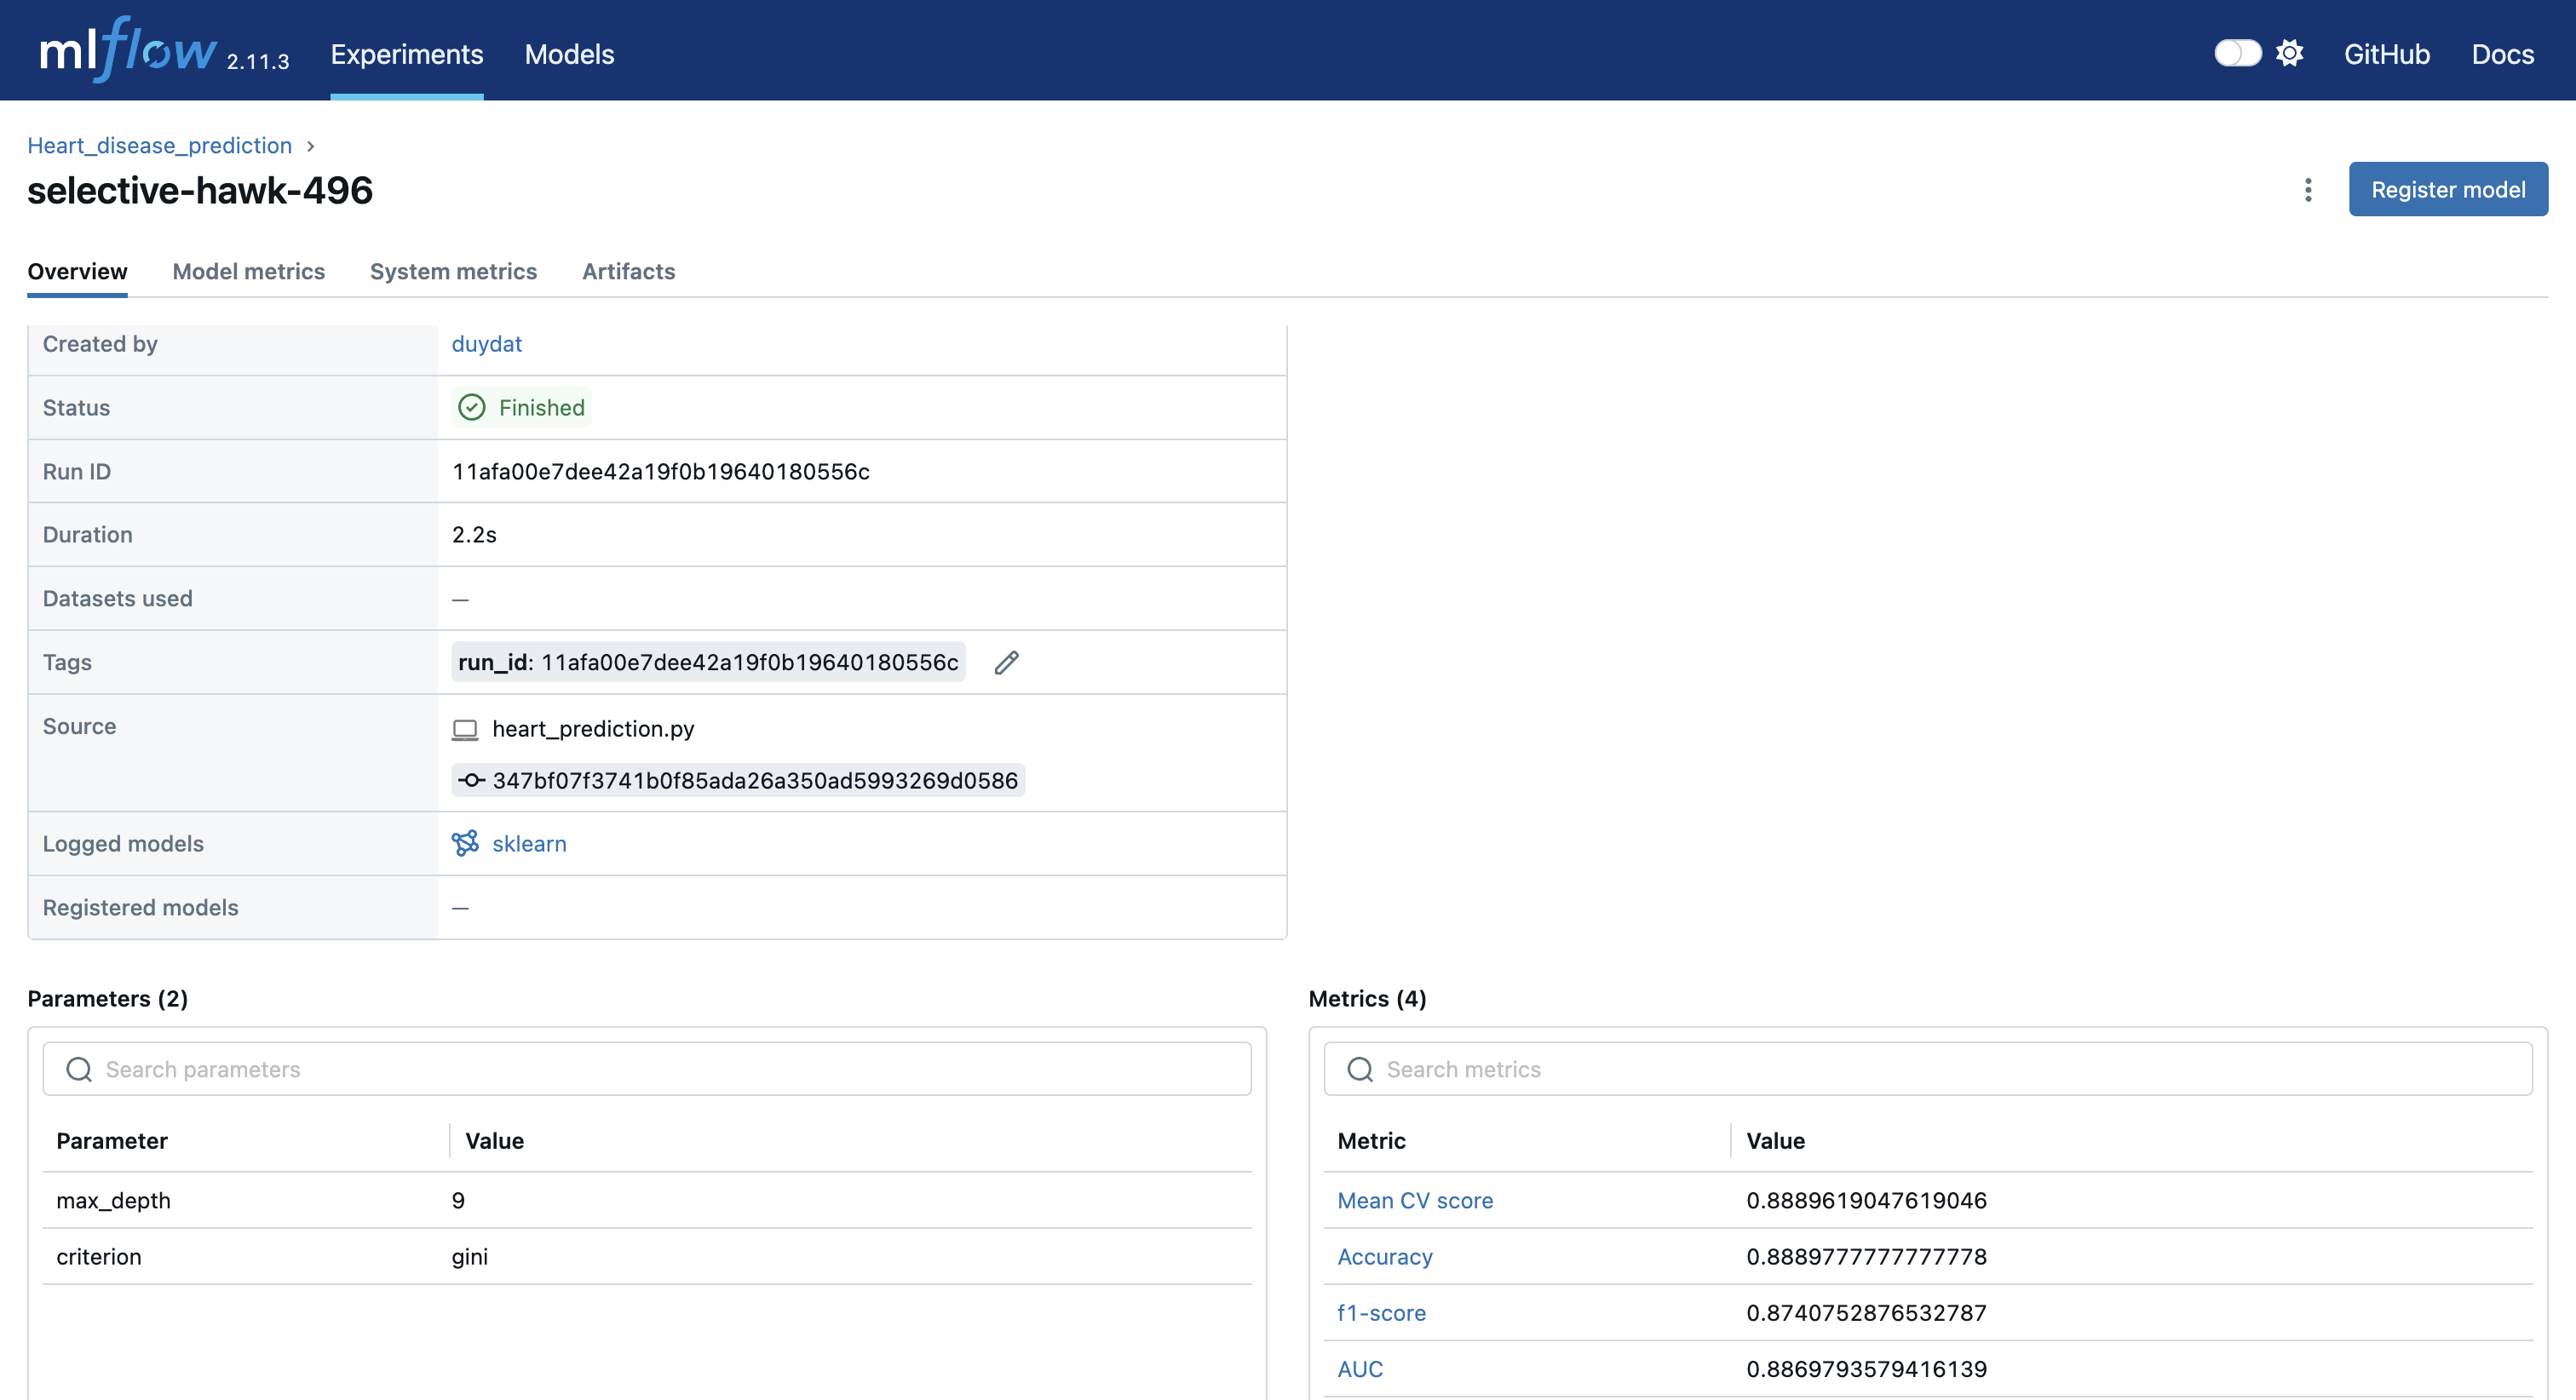 mlflow 2.11.3 Experiments Models GitHub Docs
Heart_disease_prediction ›
selective-hawk-496
Register model
Overview Model metrics System metrics Artifacts
Created by duydat
Status Finished
Run ID 11afa00e7dee42a19f0b19640180556c
Duration 2.2s
Datasets used —
Tags run_id: 11afa00e7dee42a19f0b19640180556c
Source heart_prediction.py
347bf07f3741b0f85ada26a350ad5993269d0586
Logged models sklearn
Registered models —
Parameters (2)
Search parameters
Parameter Value
max_depth 9
criterion gini
Metrics (4)
Search metrics
Metric Value
Mean CV score 0.8889619047619046
Accuracy 0.8889777777777778
f1-score 0.8740752876532787
AUC 0.8869793579416139